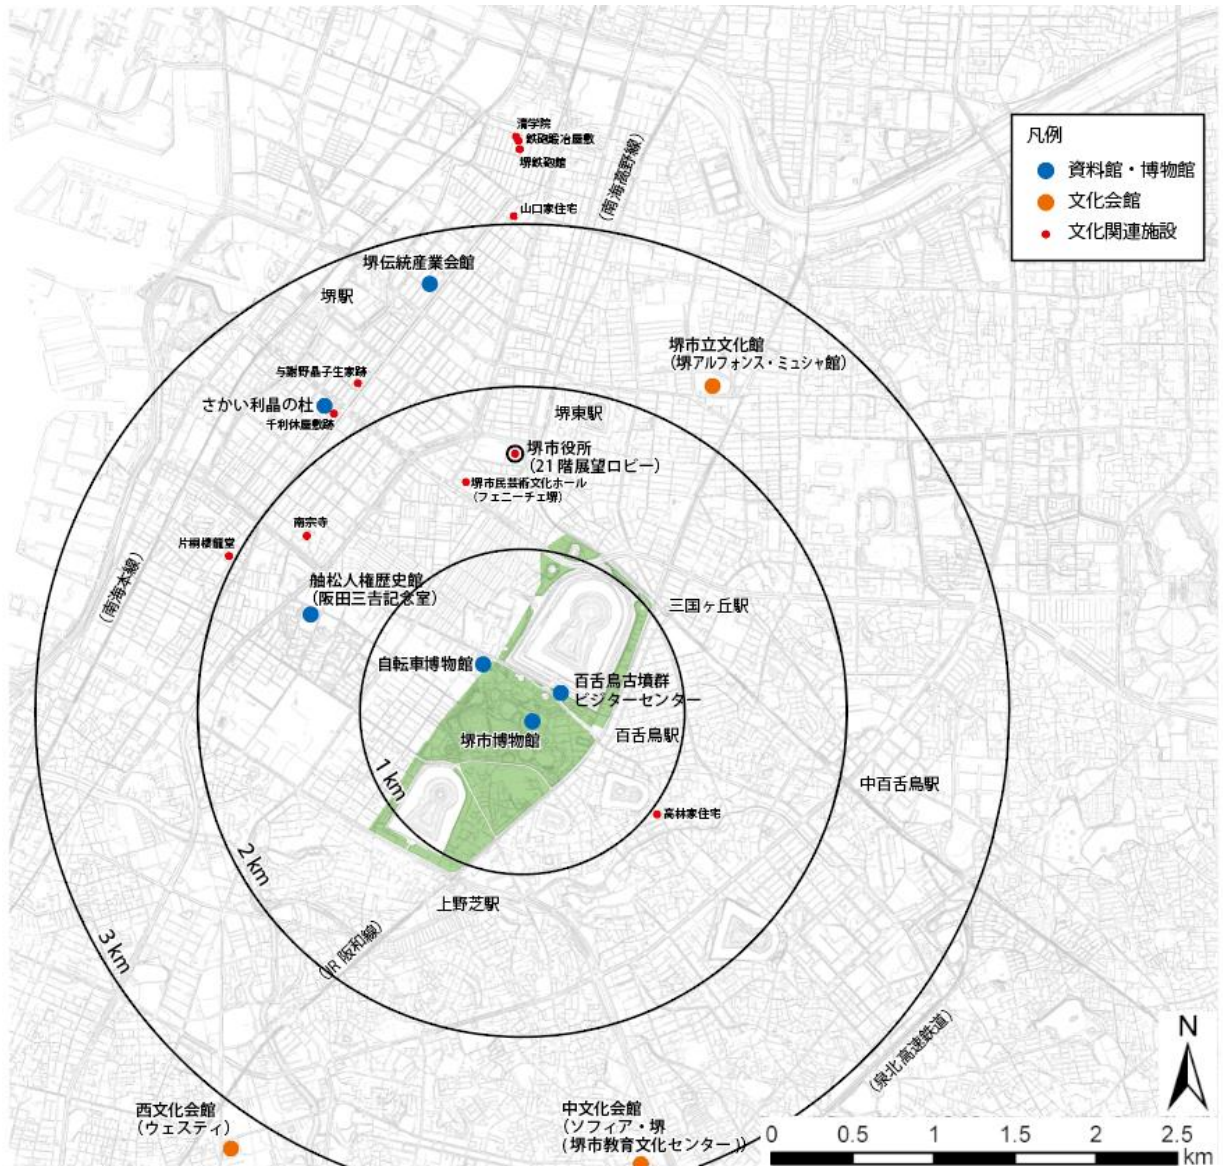 清学院
鉄砲鍛冶屋敷
堺鉄砲館
(南海高野線)
山口家住宅
凡例
資料館・博物館
文化会館
文化関連施設
堺伝統産業会館
堺駅
堺市立文化館
(堺アルフォンス・ミュシャ館)
与謝野晶子生家跡
さかい利晶の杜
千利休屋敷跡
堺東駅
堺市役所
(21階展望ロビー)
堺市民芸術文化ホール
(フェニーチェ堺)
南宗寺
片桐棲龍堂
(南海本線)
舳松人権歴史館
(阪田三吉記念室)
三国ヶ丘駅
自転車博物館
百舌鳥古墳群
ビジターセンター
堺市博物館
百舌鳥駅
1 km
中百舌鳥駅
高林家住宅
2 km
上野芝駅
3 km
(JR 阪和線)
(泉北高速鉄道)
N
西文化会館
(ウェスティ)
中文化会館
(ソフィア・堺
(堺市教育文化センター))
0 0.5 1 1.5 2 2.5
km